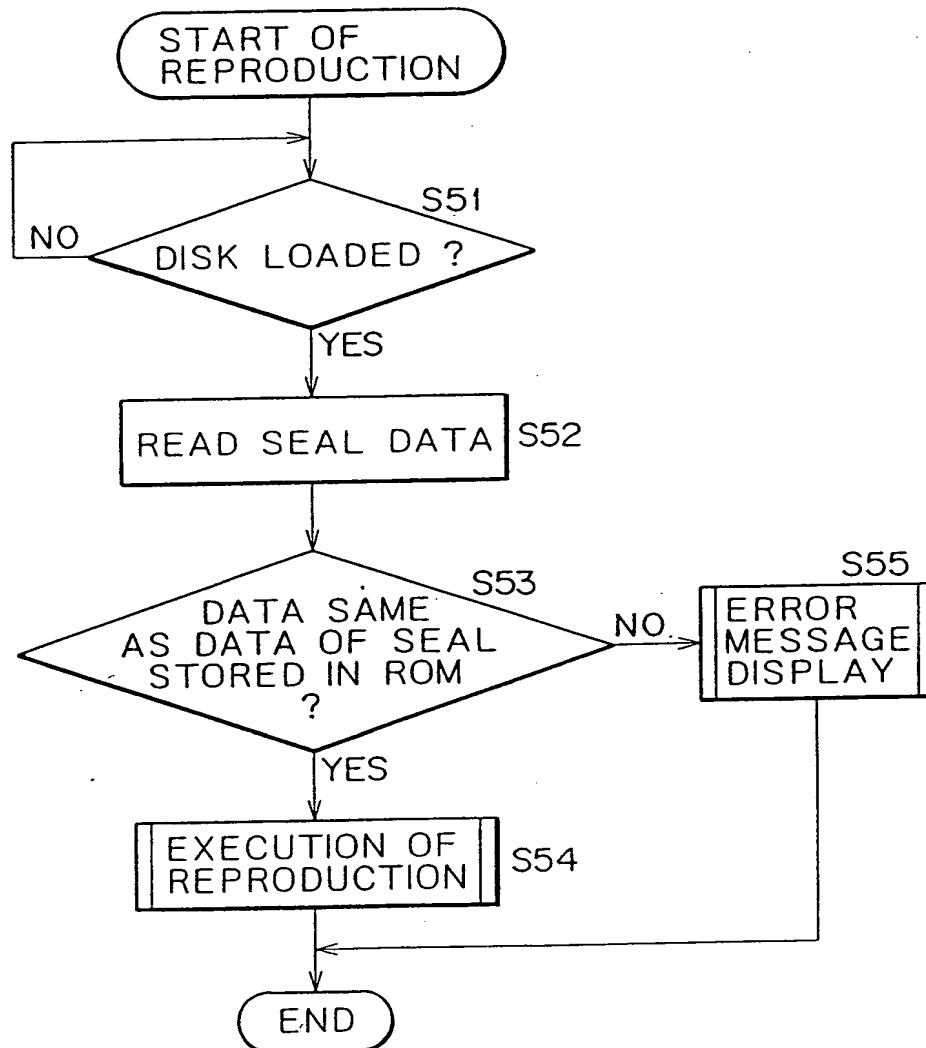 START OF
REPRODUCTION
S51
NO
DISK LOADED ?
YES
READ SEAL DATA
S52
S53
DATA SAME
AS DATA OF SEAL
STORED IN ROM
?
NO
S55
ERROR
MESSAGE
DISPLAY
YES
EXECUTION OF
REPRODUCTION
S54
END